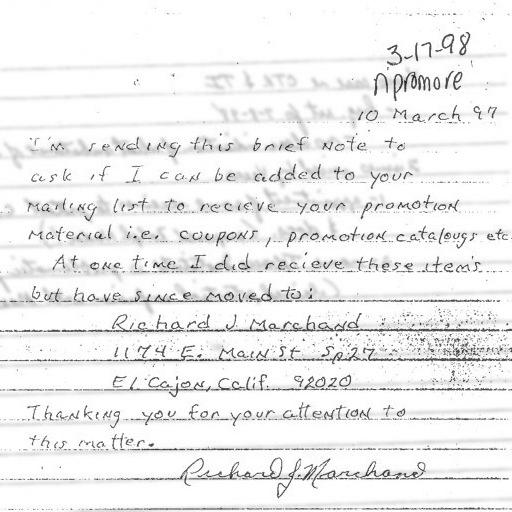 3-17-98
npromore
10 March 97
I'm sending this brief note to
ask if I can be added to your
mailing list to recieve your promotion
material i.e. coupons, promotion catalougs etc.
At one time I did recieve these items
but have since moved to:
Richard J. Marchand
1174 E. Main St Sp27
El Cajon, Calif. 92020
Thanking you for your attention to
this matter.
Richard J. Marchand